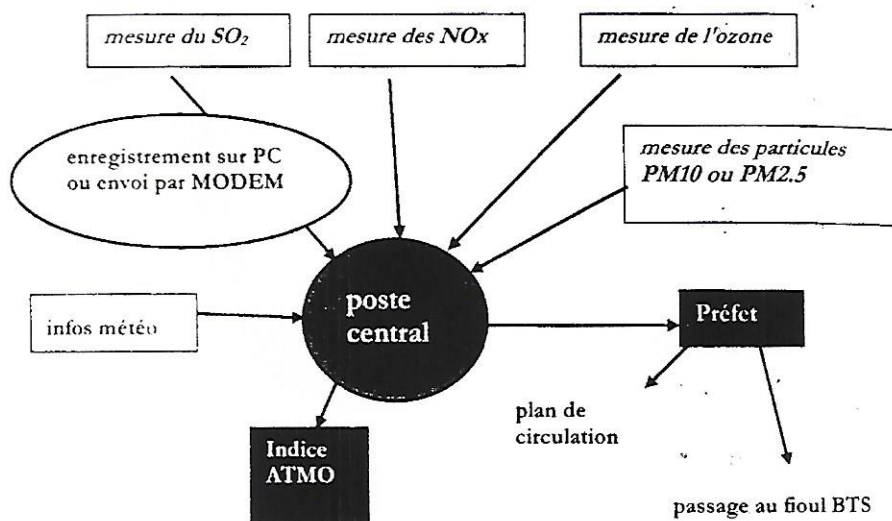 mesure du SO₂
mesure des NOx
mesure de l'ozone
enregistrement sur PC
ou envoi par MODEM
mesure des particules
PM10 ou PM2.5
infos météo
poste
central
Préfet
Indice
ATMO
plan de
circulation
passage au fioul BTS